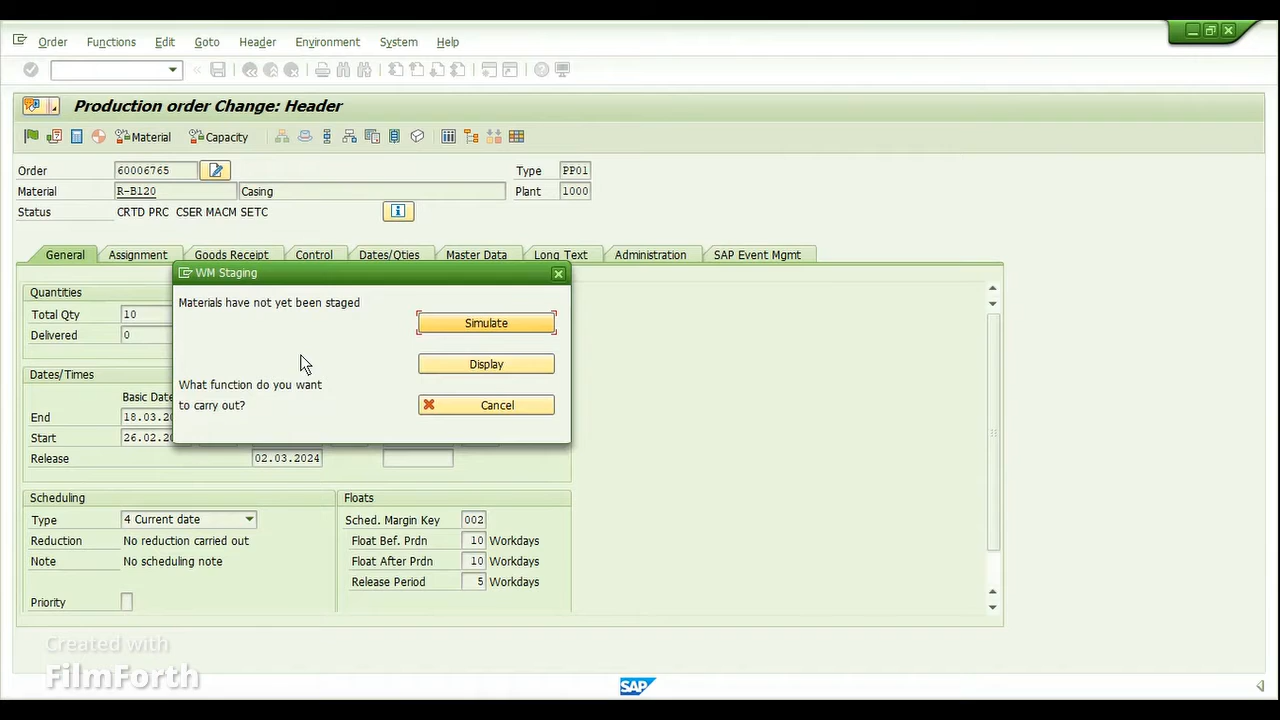 Order Functions Edit Goto Header Environment System Help
Production order Change: Header
Material Capacity
Order 60006765 Type PP01
Material R-B120 Casing Plant 1000
Status CRTD PRC CSER MACM SETC
General Assignment Goods Receipt Control Dates/Qties Master Data Long Text Administration SAP Event Mgmt
WM Staging
Materials have not yet been staged
Simulate
Display
What function do you want
to carry out?
Cancel
Quantities
Total Qty 10
Delivered 0
Dates/Times
Basic Date
End 18.03.20
Start 26.02.20
Release 02.03.2024
Scheduling
Type 4 Current date
Reduction No reduction carried out
Note No scheduling note
Priority
Floats
Sched. Margin Key 002
Float Bef. Prdn 10 Workdays
Float After Prdn 10 Workdays
Release Period 5 Workdays
Created with
FilmForth
SAP